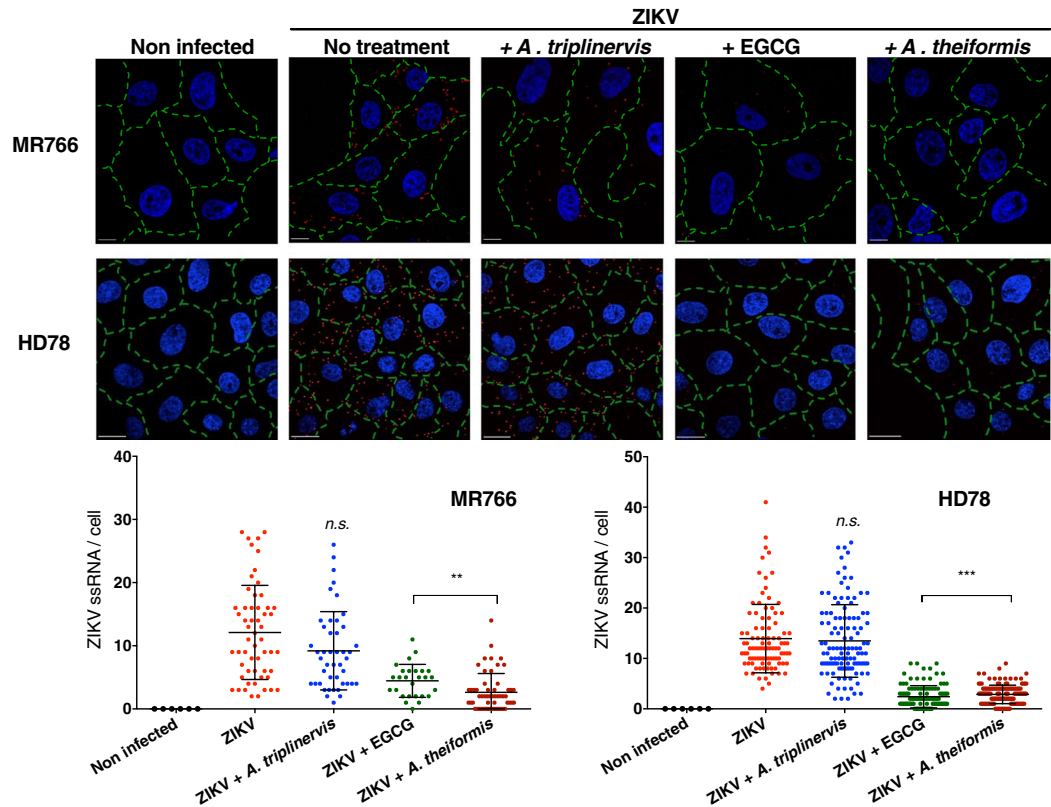 ZIKV
Non infected No treatment + A . triplinervis + EGCG + A . theiformis
MR766
HD78
MR766
ZIKV ssRNA / cell
40
30
20
10
0
n.s.
**
Non infected
ZIKV
ZIKV + A. triplinervis
ZIKV + EGCG
ZIKV + A. theiformis
HD78
ZIKV ssRNA / cell
50
40
30
20
10
0
n.s.
***
Non infected
ZIKV
ZIKV + A. triplinervis
ZIKV + EGCG
ZIKV + A. theiformis